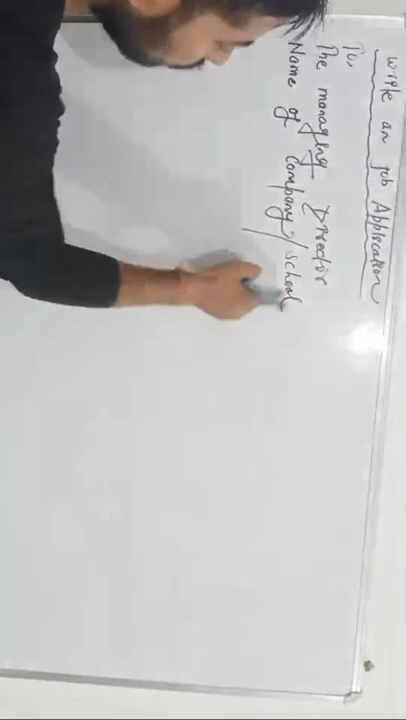 Write an job Application
To,
The managing Director
Name of Company/school